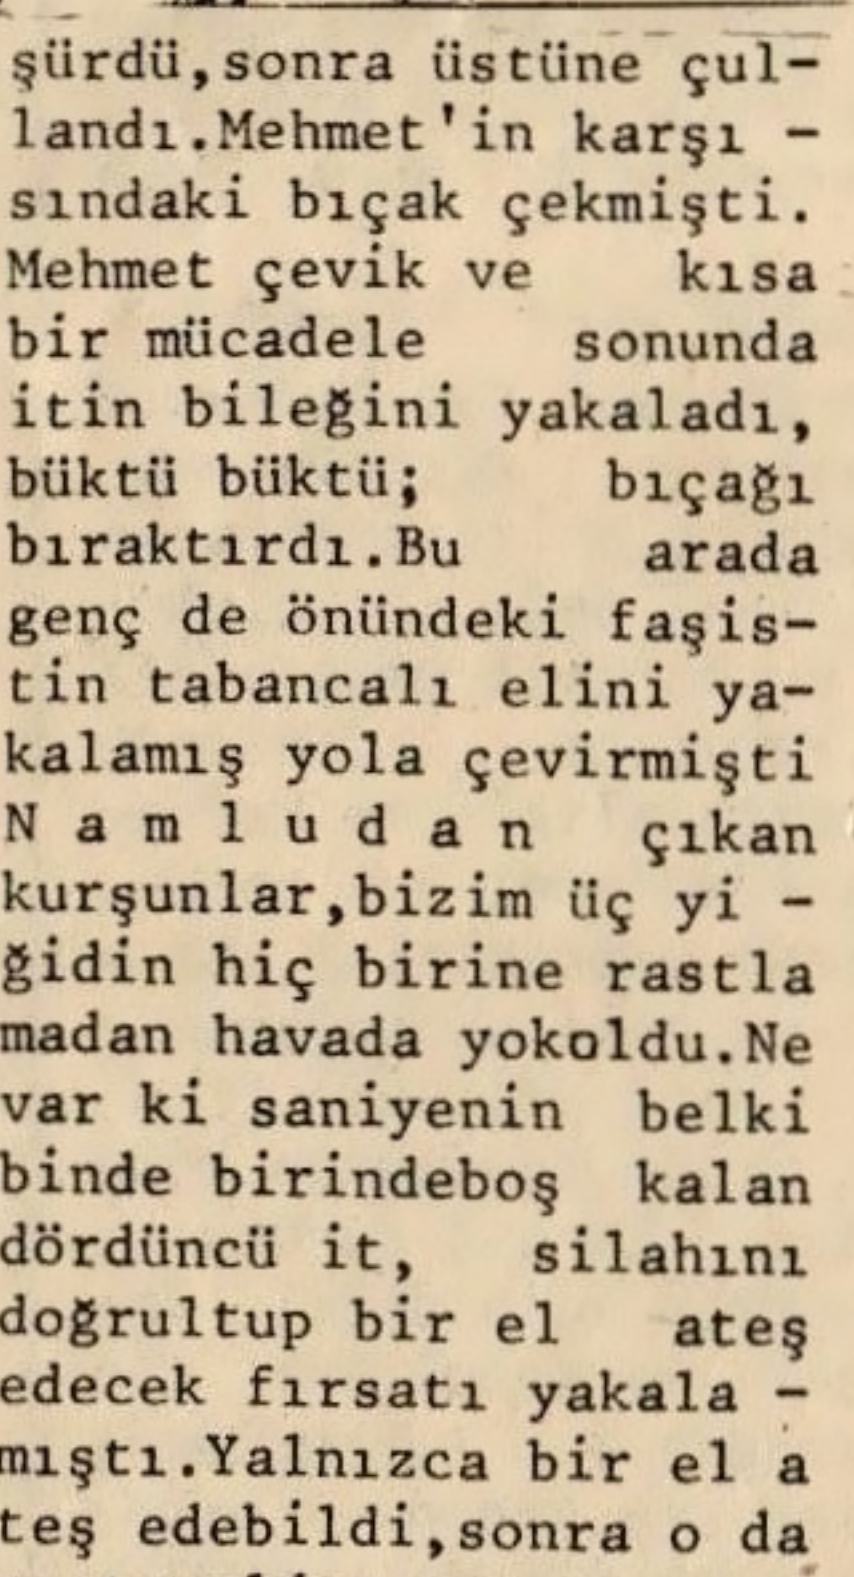 şürdü,sonra üstüne çul-
landı.Mehmet'in karşı -
sındaki bıçak çekmişti.
Mehmet çevik ve kısa
bir mücadele sonunda
itin bileğini yakaladı,
büktü büktü; bıçağı
bıraktırdı.Bu arada
genç de önündeki faşis-
tin tabancalı elini ya-
kalamış yola çevirmişti
N a m l u d a n çıkan
kurşunlar,bizim üç yi -
ğidin hiç birine rastla
madan havada yokoldu.Ne
var ki saniyenin belki
binde birindeboş kalan
dördüncü it, silahını
doğrultup bir el ateş
edecek fırsatı yakala -
mıştı.Yalnızca bir el a
teş edebildi,sonra o da